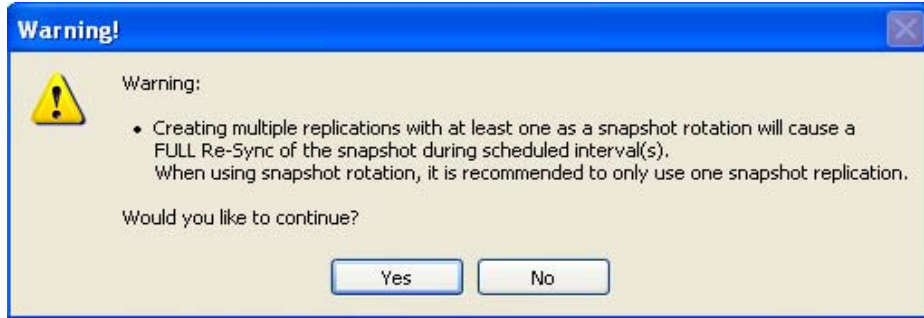 Warning!
Warning:
• Creating multiple replications with at least one as a snapshot rotation will cause a
FULL Re-Sync of the snapshot during scheduled interval(s).
When using snapshot rotation, it is recommended to only use one snapshot replication.
Would you like to continue?
Yes No